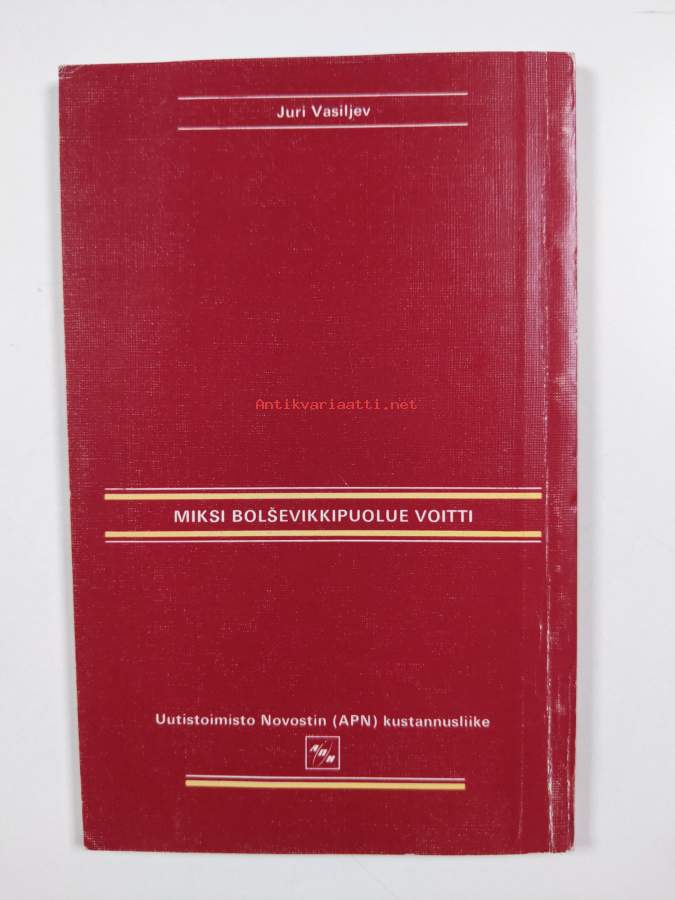 Juri Vasiljev
Antikvariaatti.net
MIKSI BOLŠEVIKKIPUOLUE VOITTI
Uutistoimisto Novostin (APN) kustannusliike